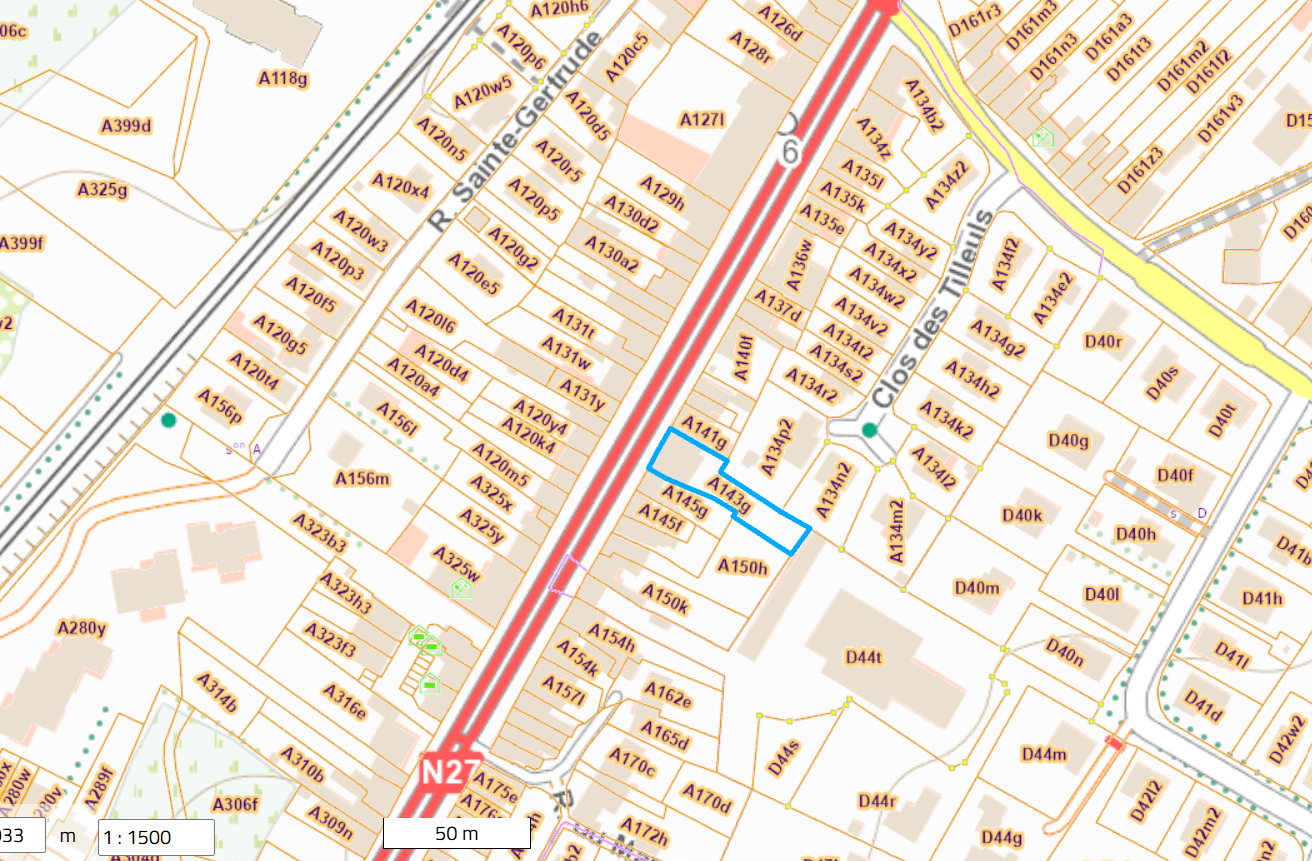 A120h6
A161r3
D161m3
D161a3
06c
A120p6
A126d
D161n3
D161t3
A120c5
A128r
D161m2
D161f2
A118g
A120w5
A134b2
D161v3
A399d
A120d5
A127l
A134z
A120n5
6
D161z3
A120r5
R. Sainte-Gertrude
A135l
A134z2
A325g
A120x4
A120p5
A129h
A135k
A130d2
A135e
A120w3
A399f
A120g2
A130a2
A134y2
A134l2
A120p3
A136w
A134x2
A120e5
A134w2
A134e2
A120f5
A137d
A134v2
A120l6
A131t
A134g2
A120g5
A134t2
D40r
A131w
A140f
A134s2
Clos des Tilleuls
A120d4
A120t4
A120a4
A134r2
A134h2
D40s
A131y
A156p
A120y4
A156l
A120k4
A141g
A134k2
D40t
A134p2
D40g
s°ⁿ A
A120m5
A134l2
A156m
D40f
A325x
A143g
A134n2
A145g
A145f
D40k
s D
A323b3
A325y
A134m2
D40h
A325w
A150h
D40m
D40l
D41h
A323h3
A150k
A280y
A323f3
A154h
D40n
D41l
A154k
D44t
A314b
A316e
A157l
A162e
D41d
A165d
D42w2
A310b
D44s
D44m
N27
A170c
A289f
A175e
A306f
A170d
D44r
D42l2
A309n
A172h
D44g
D42m2
033 m
1 : 1500
50 m